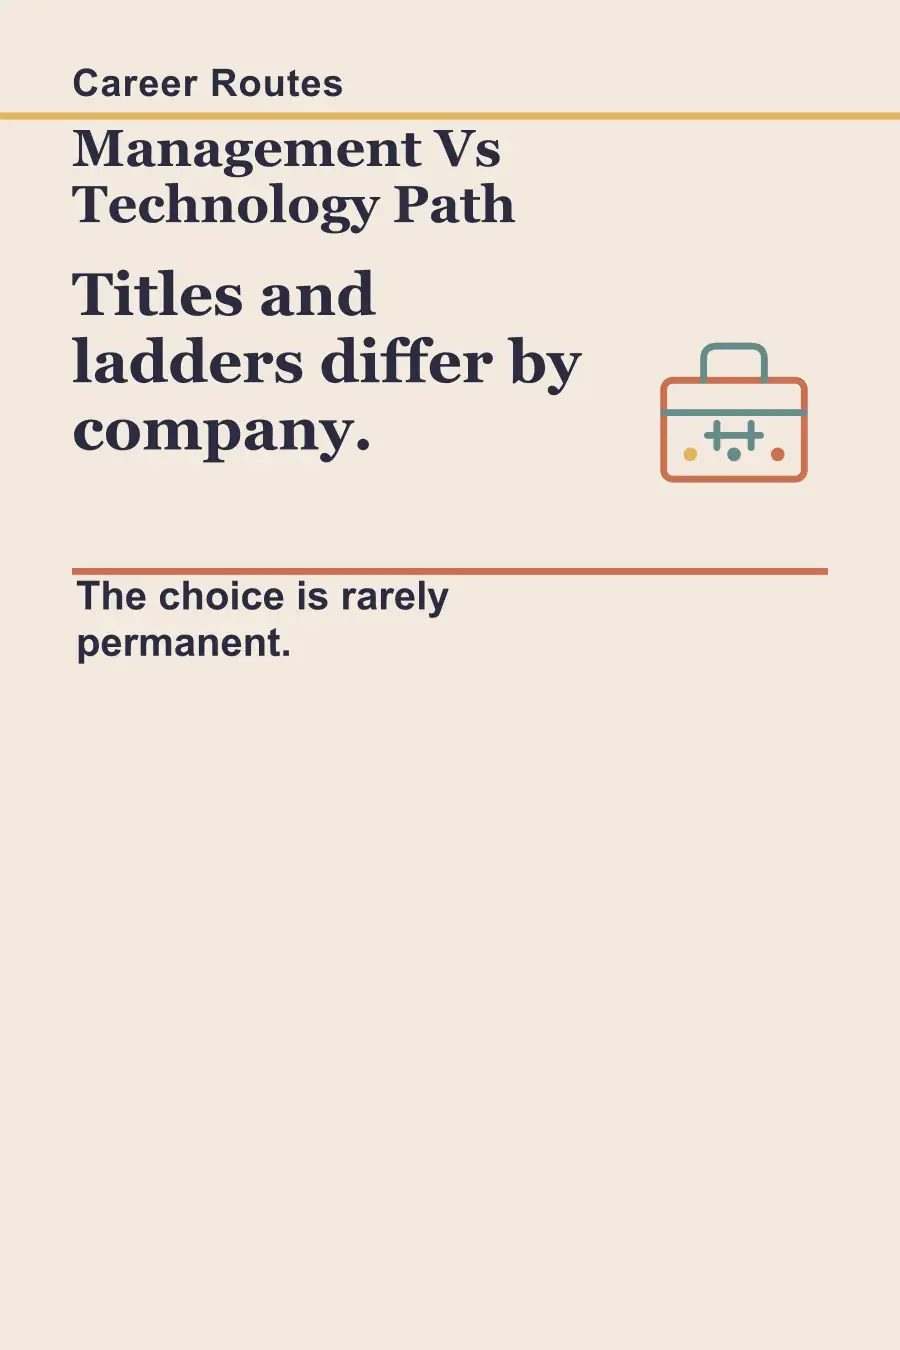 Career Routes
Management Vs
Technology Path
Titles and
ladders differ by
company.
The choice is rarely
permanent.